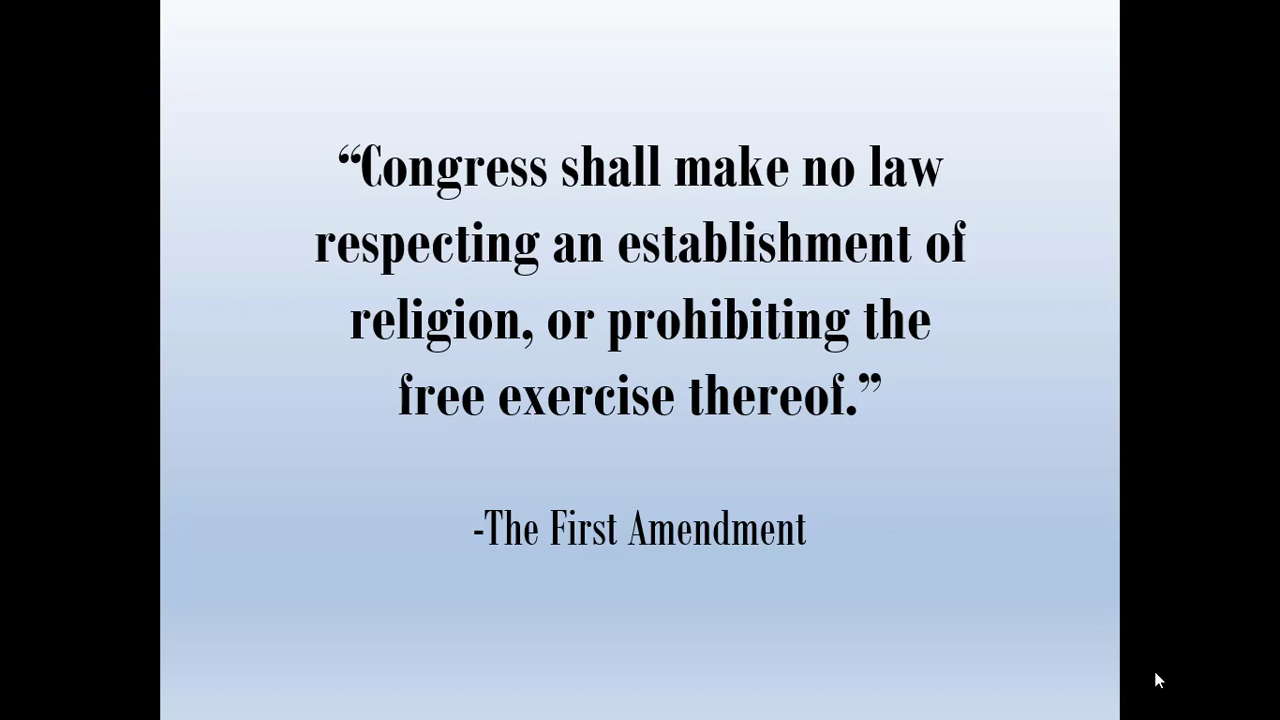 “Congress shall make no law
respecting an establishment of
religion, or prohibiting the
free exercise thereof.”
-The First Amendment